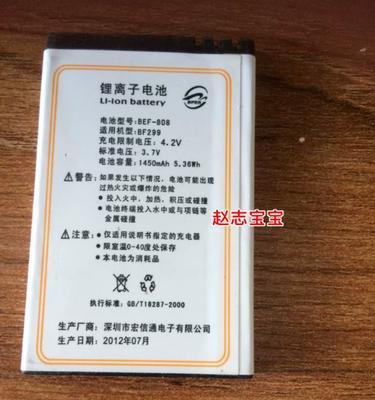 锂离子电池
Li-ion battery
BFER
电池型号：BEF-808
适用机型：BF299
充电限制电压：4.2V
标准电压：3.7V
电池容量：1450mAh 5.36Wh
警告：如果发生以下情况，电池可能有
过热火灾或爆炸的危险
投入火中，加热，积压或撞碰
电池终端投入水中或与项链等
金属碰撞
赵志宝宝
注意：仅适用说明书指定的充电器
限室温0-40度处保存
本电池为消耗品
执行标准：GB/T18287-2000
生产厂商：深圳市宏信通电子有限公司
生产日期：2012年07月